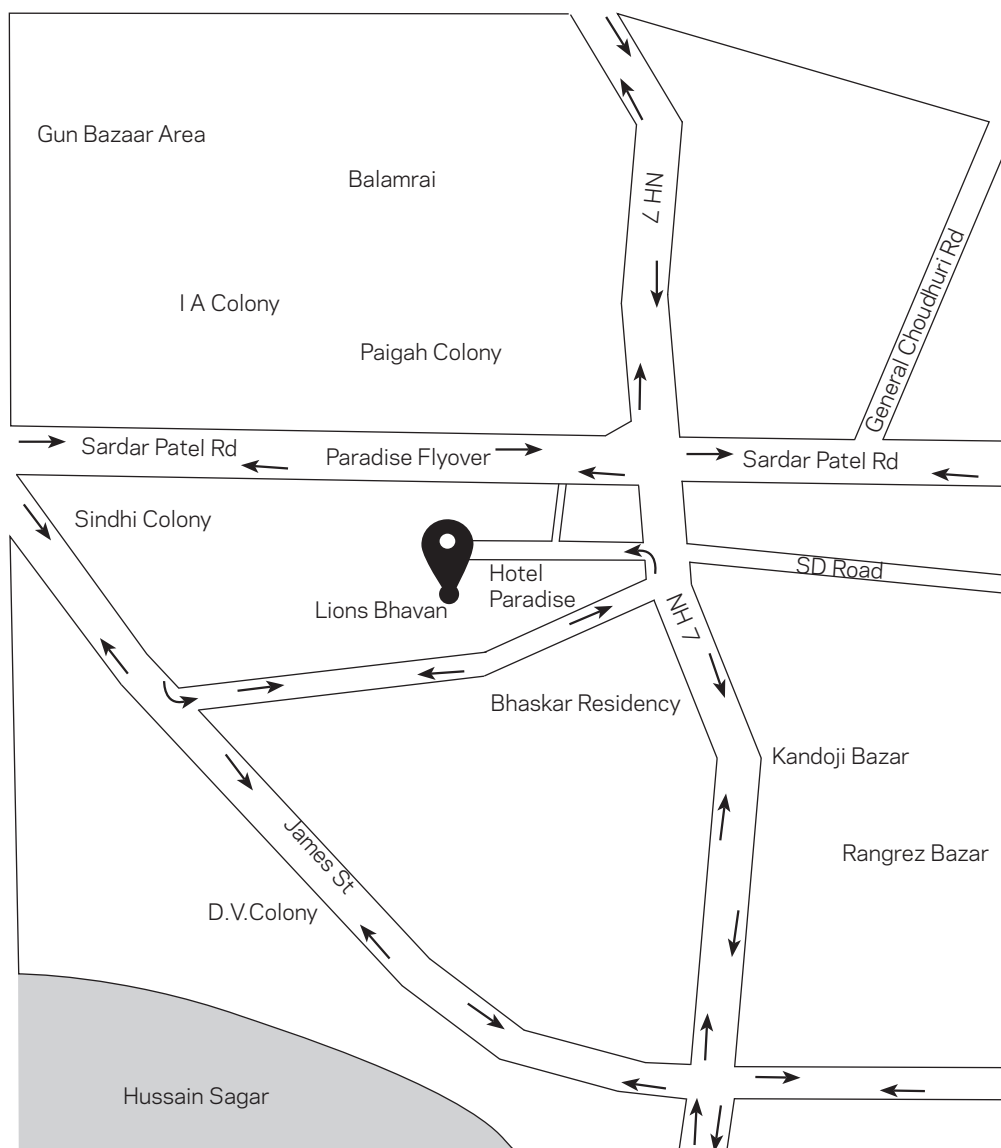 Gun Bazaar Area
Balamrai
NH 7
I A Colony
General Choudhuri Rd
Paigah Colony
Sardar Patel Rd
Paradise Flyover
Sardar Patel Rd
Sindhi Colony
Hotel
Paradise
SD Road
Lions Bhavan
NH 7
Bhaskar Residency
Kandoji Bazar
James St
Rangrez Bazar
D.V.Colony
Hussain Sagar